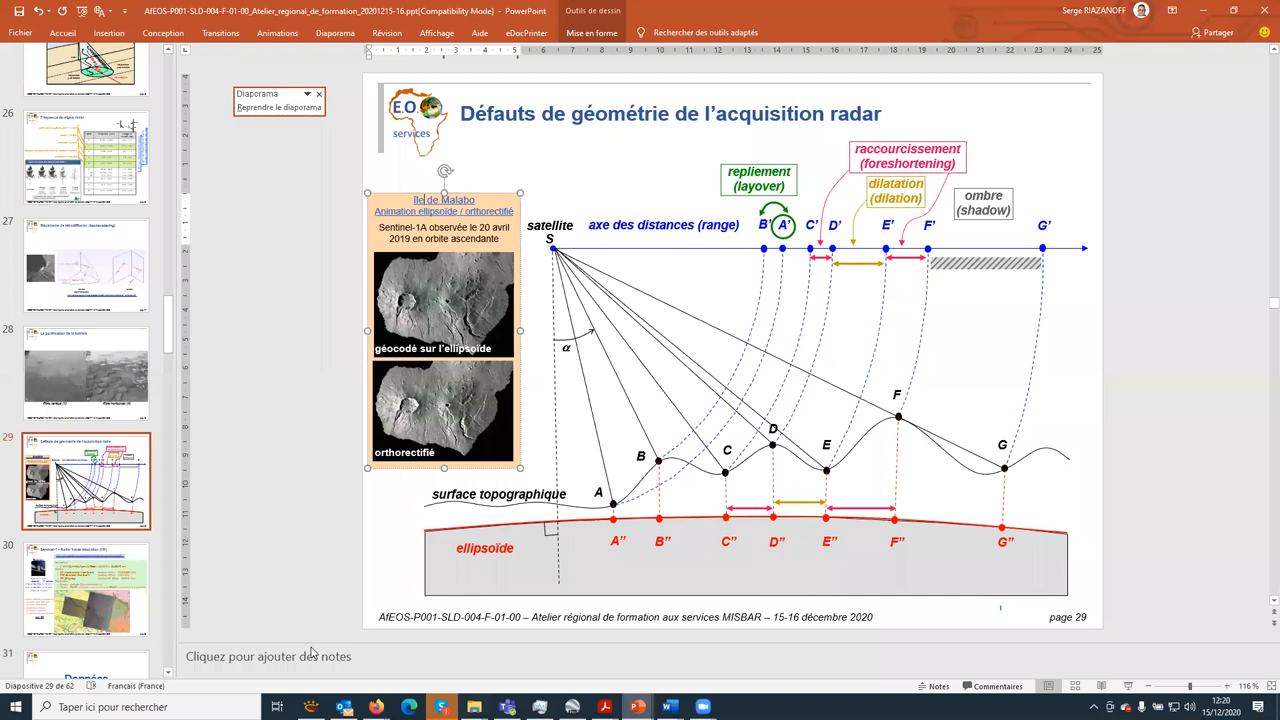 AfEOS-P001-SLD-004-F-01-00_Atelier_regional_de_formation_20201215-16.ppt [Compatibility Mode] - PowerPoint
Outils de dessin
Serge RIAZANOFF
Fichier Accueil Insertion Conception Transitions Animations Diaporama Révision Affichage Aide eDocPrinter Mise en forme Rechercher des outils adaptés Partager
Diaporama
Reprendre le diaporama
26
27
28
29
30
31
E.O.
services
Défauts de géométrie de l’acquisition radar
île de Malabo
Animation ellipsoïde / orthorectifié
Sentinel-1A observée le 20 avril
2019 en orbite ascendante
géocodé sur l’ellipsoïde
orthorectifié
raccourcissement
(foreshortening)
repliement
(layover)
dilatation
(dilation)
ombre
(shadow)
satellite
S
axe des distances (range)
B’ A’ C’ D’ E’ F’ G’
α
F
D
B C E G
A
surface topographique
ellipsoïde
A’’ B’’ C’’ D’’ E’’ F’’ G’’
AfEOS-P001-SLD-004-F-01-00 – Atelier régional de formation aux services MISBAR – 15-16 décembre 2020
page 29
Cliquez pour ajouter des notes
Diapositive 29 de 62 Français (France) Notes Commentaires 116 %
Taper ici pour rechercher
12:20
15/12/2020